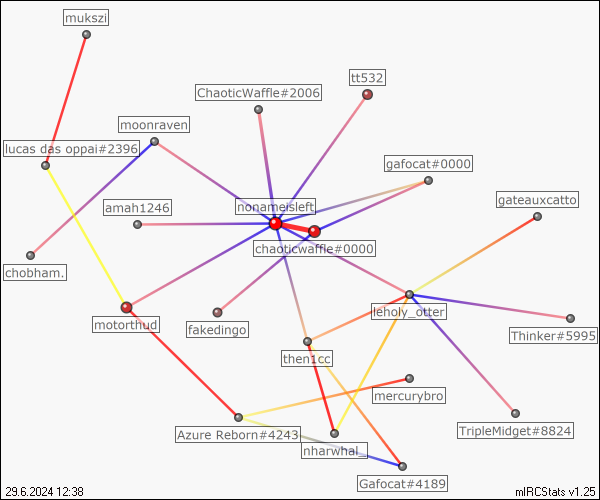 mukszi
tt532
ChaoticWaffle#2006
moonraven
lucas das oppai#2396
gafocat#0000
gateauxcatto
amah1246
nonameisleft
chaoticwaffle#0000
chobham.
leholy_otter
motorthud
fakedingo
Thinker#5995
then1cc
mercurybro
Azure Reborn#4243
TripleMidget#8824
nharwhal_
Gafocat#4189
29.6.2024 12:38
mIRCStats v1.25